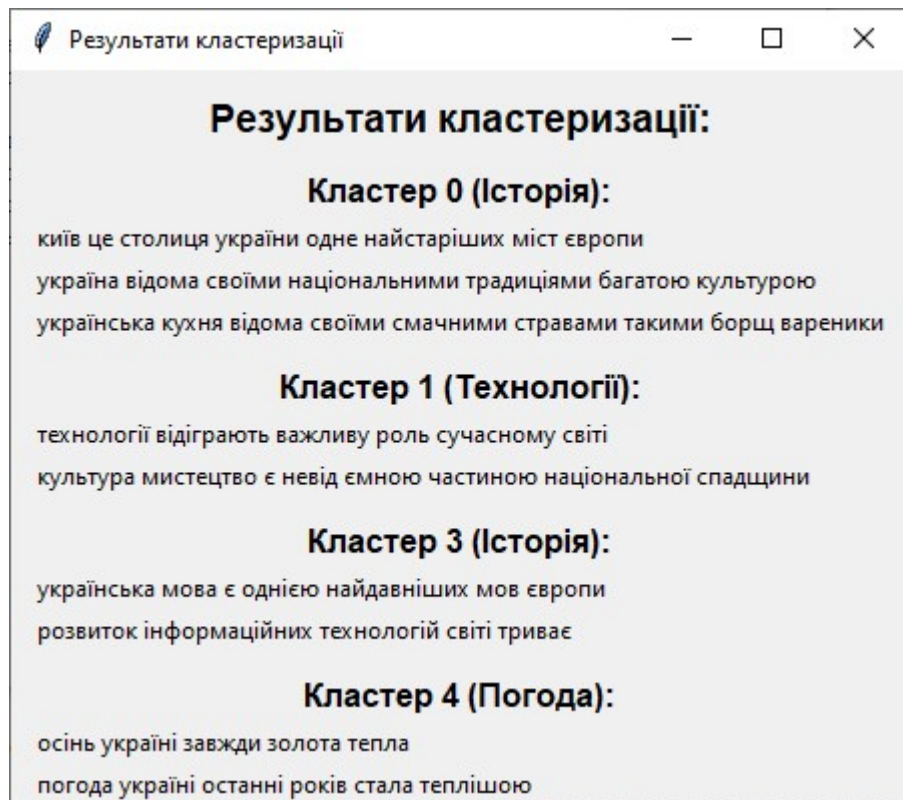 Результати кластеризації
Результати кластеризації:
Кластер 0 (Історія):
київ це столиця україни одне найстаріших міст європи
україна відома своїми національними традиціями багатою культурою
українська кухня відома своїми смачними стравами такими борщ вареники
Кластер 1 (Технології):
технології відіграють важливу роль сучасному світі
культура мистецтво є невід ємною частиною національної спадщини
Кластер 3 (Історія):
українська мова є однією найдавніших мов європи
розвиток інформаційних технологій світі триває
Кластер 4 (Погода):
осінь україні завжди золота тепла
погода україні останні років стала теплішою